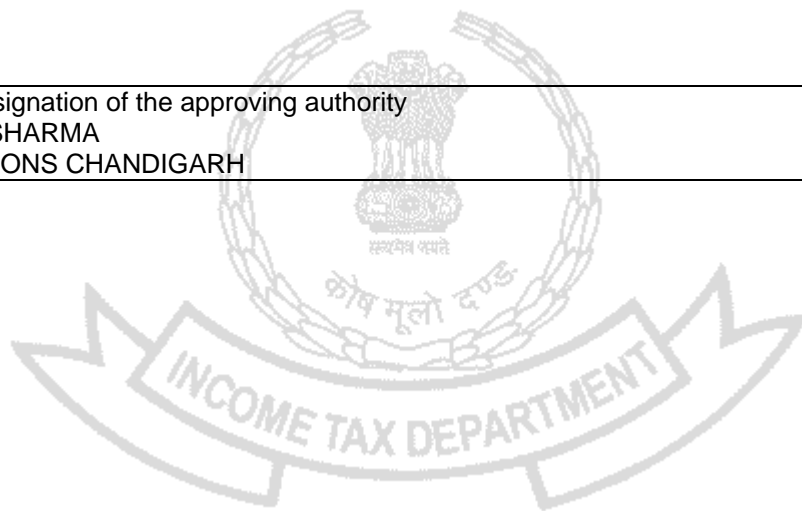 signation of the approving authority
SHARMA
ONS CHANDIGARH
सत्यमेव जयते
कोष मूलो दण्डः
INCOME TAX DEPARTMENT